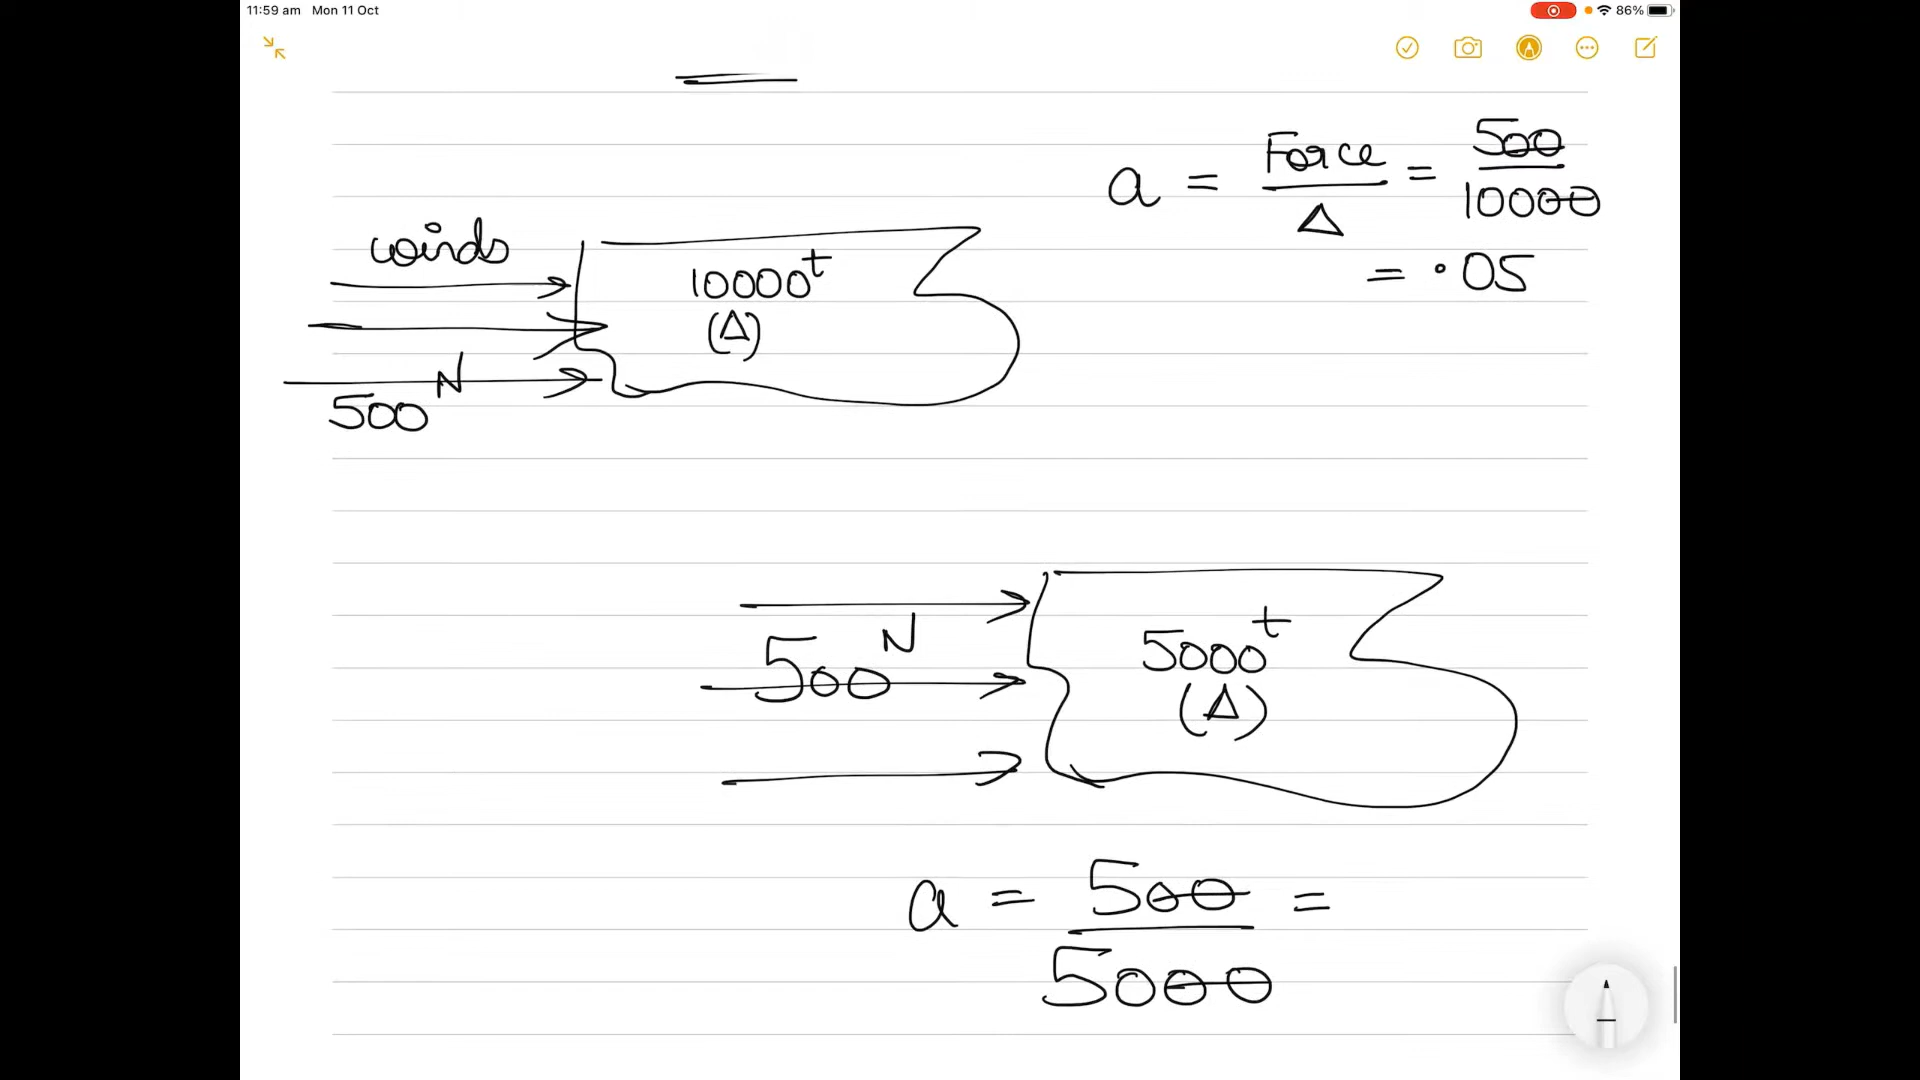 11:59 am Mon 11 Oct
86%
a = Force / Δ = 500 / 10000
= .05
winds
10000t
(Δ)
500N
500N
5000t
(Δ)
a = 500 / 5000 =